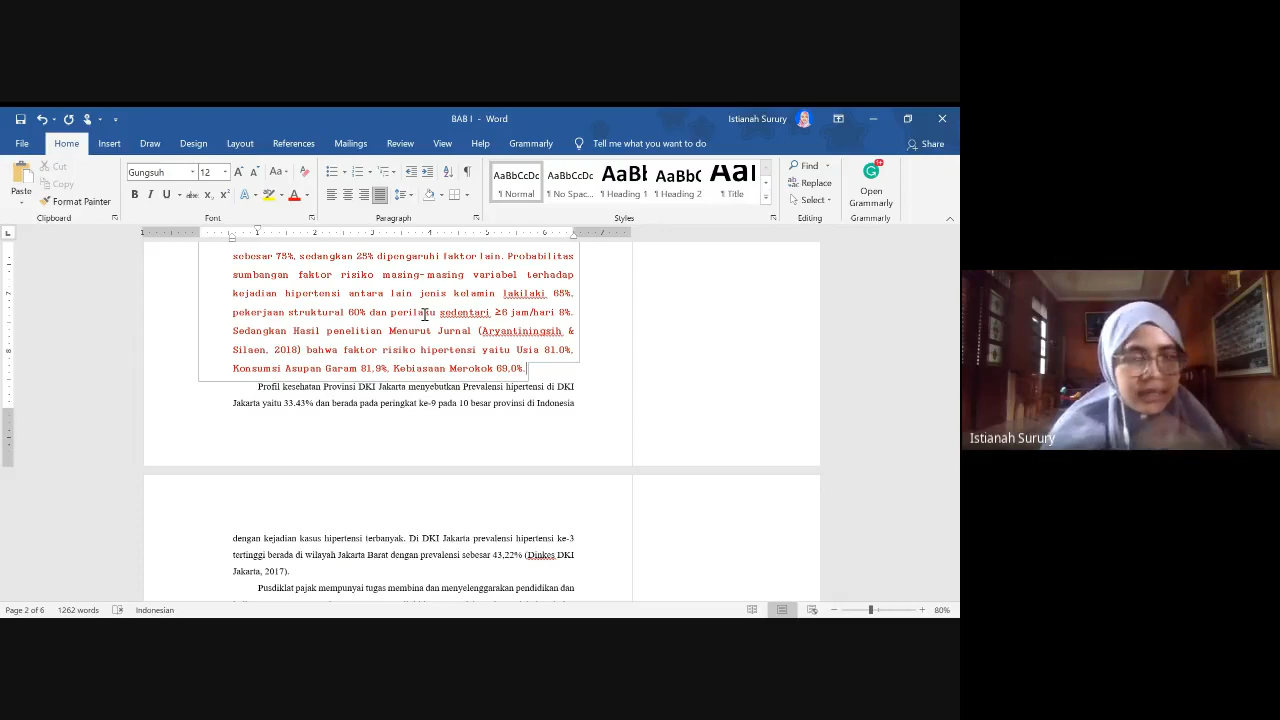 BAB I - Word
Istianah Surury
File Home Insert Draw Design Layout References Mailings Review View Help Grammarly Tell me what you want to do Share
Paste
Cut
Copy
Format Painter
Clipboard
Gungsuh 12
Font
Paragraph
AaBbCcDc AaBbCcDc AaBb AaBbC AaB
¶ Normal ¶ No Spac... ¶ Heading 1 ¶ Heading 2 ¶ Title
Styles
Find
Replace
Select
Editing
Open
Grammarly
Grammarly
sebesar 75%, sedangkan 25% dipengaruhi faktor lain. Probabilitas
sumbangan faktor risiko masing-masing variabel terhadap
kejadian hipertensi antara lain jenis kelamin lakilaki 65%,
pekerjaan struktural 60% dan perilaku sedentari ≥6 jam/hari 8%.
Sedangkan Hasil penelitian Menurut Jurnal (Aryantiningsih &
Silaen, 2018) bahwa faktor risiko hipertensi yaitu Usia 81.0%,
Konsumsi Asupan Garam 81,9%, Kebiasaan Merokok 69,0%.
Profil kesehatan Provinsi DKI Jakarta menyebutkan Prevalensi hipertensi di DKI
Jakarta yaitu 33.43% dan berada pada peringkat ke-9 pada 10 besar provinsi di Indonesia
dengan kejadian kasus hipertensi terbanyak. Di DKI Jakarta prevalensi hipertensi ke-3
tertinggi berada di wilayah Jakarta Barat dengan prevalensi sebesar 43,22% (Dinkes DKI
Jakarta, 2017).
Pusdiklat pajak mempunyai tugas membina dan menyelenggarakan pendidikan dan
Page 2 of 6 1262 words Indonesian 80%
Istianah Surury